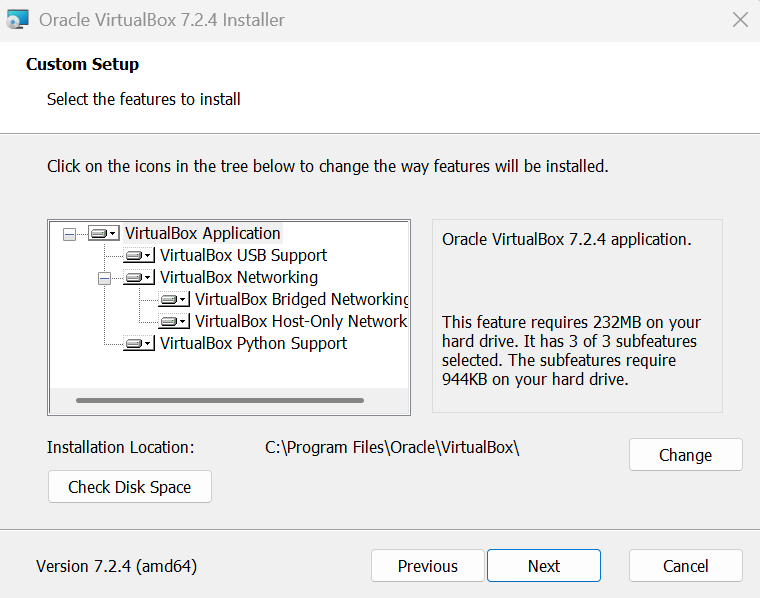 Oracle VirtualBox 7.2.4 Installer
Custom Setup
Select the features to install
Click on the icons in the tree below to change the way features will be installed.
VirtualBox Application
VirtualBox USB Support
VirtualBox Networking
VirtualBox Bridged Networking
VirtualBox Host-Only Network
VirtualBox Python Support
Oracle VirtualBox 7.2.4 application.
This feature requires 232MB on your
hard drive. It has 3 of 3 subfeatures
selected. The subfeatures require
944KB on your hard drive.
Installation Location:
C:\Program Files\Oracle\VirtualBox\
Change
Check Disk Space
Version 7.2.4 (amd64)
Previous
Next
Cancel